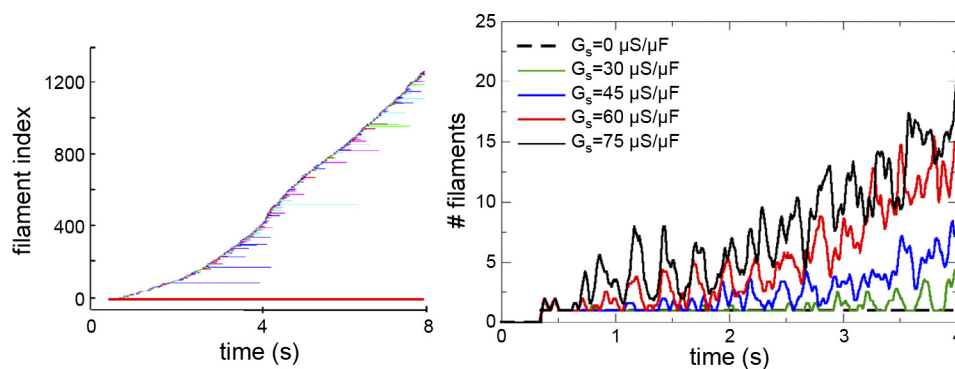 filament index
1200
800
400
0
0
4
8
time (s)
# filaments
25
20
15
10
5
0
G_s=0 µS/µF
G_s=30 µS/µF
G_s=45 µS/µF
G_s=60 µS/µF
G_s=75 µS/µF
0
1
2
3
4
time (s)